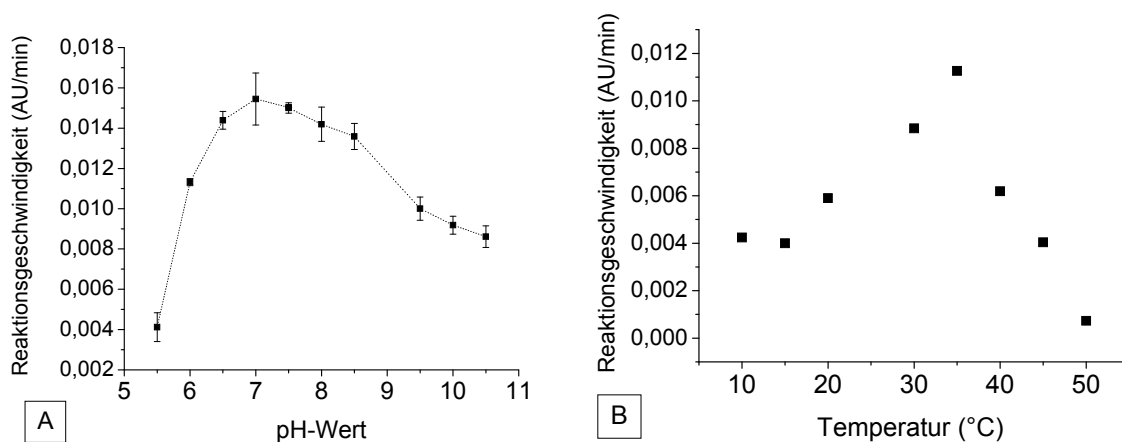 Reaktionsgeschwindigkeit (AU/min)
0,018
0,016
0,014
0,012
0,010
0,008
0,006
0,004
0,002
5 6 7 8 9 10 11
pH-Wert
A
Reaktionsgeschwindigkeit (AU/min)
0,012
0,010
0,008
0,006
0,004
0,002
0,000
10 20 30 40 50
Temperatur (°C)
B